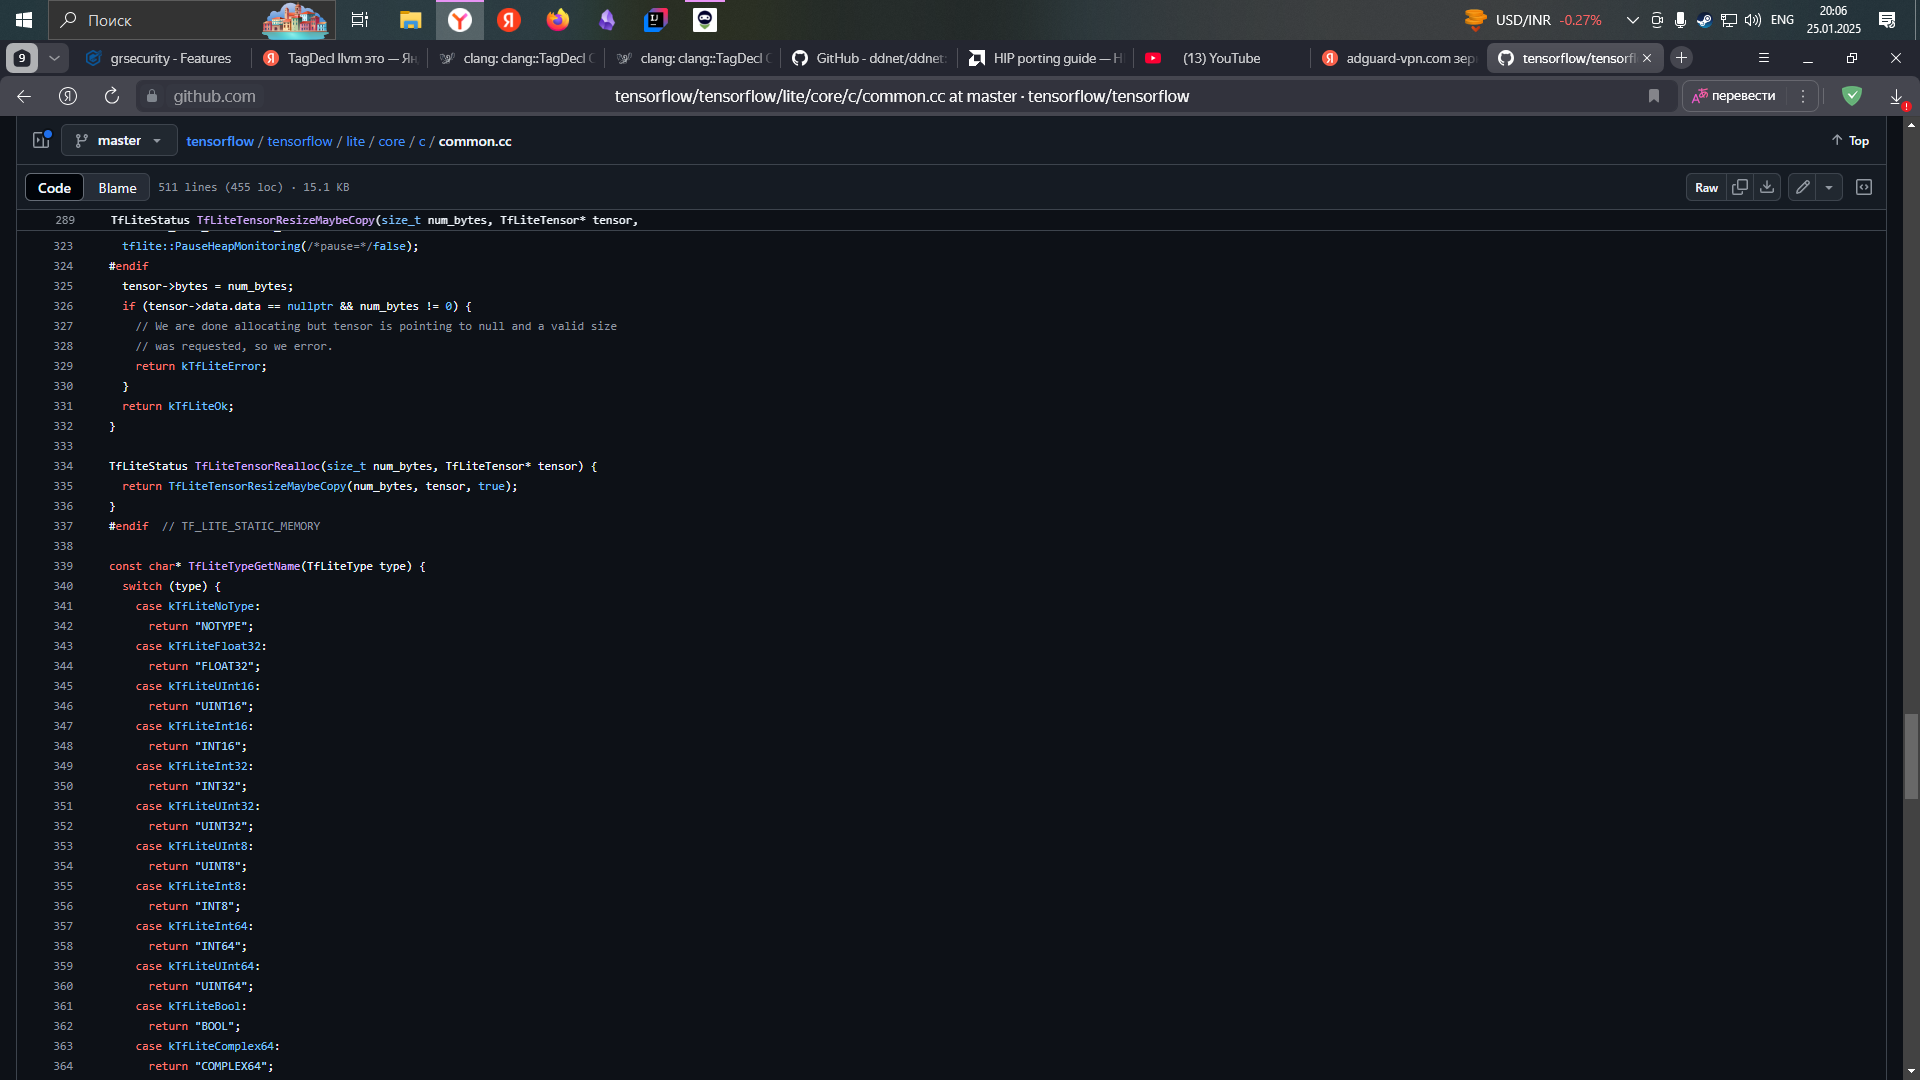 Поиск
USD/INR -0.27%
ENG
20:06
25.01.2025
9
grsecurity - Features
TagDecl llvm это — Ян
clang: clang::TagDecl C
clang: clang::TagDecl C
GitHub - ddnet/ddnet:
HIP porting guide — H
(13) YouTube
adguard-vpn.com зер
tensorflow/tensorfl
github.com
tensorflow/tensorflow/lite/core/c/common.cc at master · tensorflow/tensorflow
перевести
master
tensorflow / tensorflow / lite / core / c / common.cc
Top
Code
Blame
511 lines (455 loc) · 15.1 KB
Raw
289 TfLiteStatus TfLiteTensorResizeMaybeCopy(size_t num_bytes, TfLiteTensor* tensor,
323 tflite::PauseHeapMonitoring(/*pause=*/false);
324 #endif
325 tensor->bytes = num_bytes;
326 if (tensor->data.data == nullptr && num_bytes != 0) {
327 // We are done allocating but tensor is pointing to null and a valid size
328 // was requested, so we error.
329 return kTfLiteError;
330 }
331 return kTfLiteOk;
332 }
333
334 TfLiteStatus TfLiteTensorRealloc(size_t num_bytes, TfLiteTensor* tensor) {
335 return TfLiteTensorResizeMaybeCopy(num_bytes, tensor, true);
336 }
337 #endif // TF_LITE_STATIC_MEMORY
338
339 const char* TfLiteTypeGetName(TfLiteType type) {
340 switch (type) {
341 case kTfLiteNoType:
342 return "NOTYPE";
343 case kTfLiteFloat32:
344 return "FLOAT32";
345 case kTfLiteUInt16:
346 return "UINT16";
347 case kTfLiteInt16:
348 return "INT16";
349 case kTfLiteInt32:
350 return "INT32";
351 case kTfLiteUInt32:
352 return "UINT32";
353 case kTfLiteUInt8:
354 return "UINT8";
355 case kTfLiteInt8:
356 return "INT8";
357 case kTfLiteInt64:
358 return "INT64";
359 case kTfLiteUInt64:
360 return "UINT64";
361 case kTfLiteBool:
362 return "BOOL";
363 case kTfLiteComplex64:
364 return "COMPLEX64";